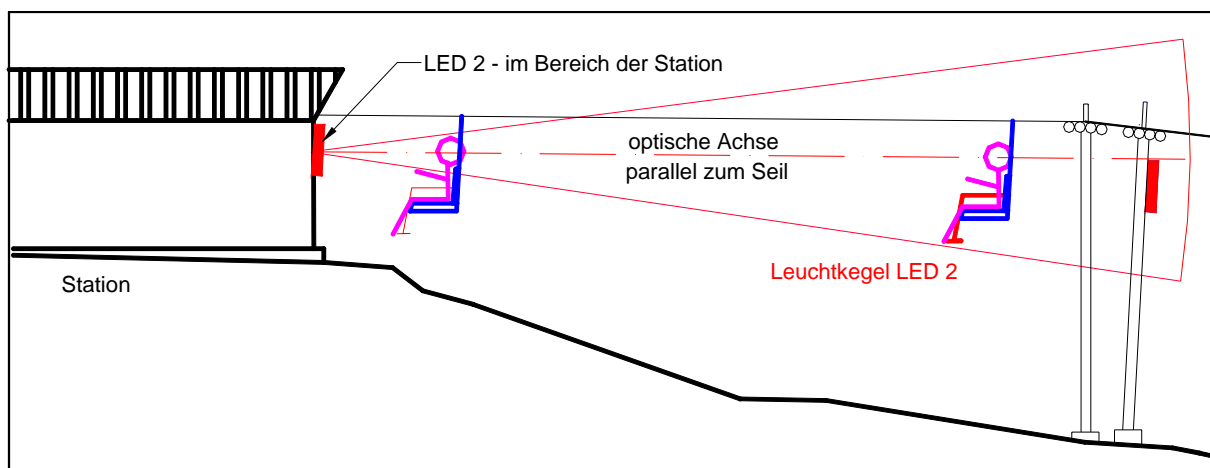 LED 2 - im Bereich der Station
optische Achse
parallel zum Seil
Leuchtkegel LED 2
Station